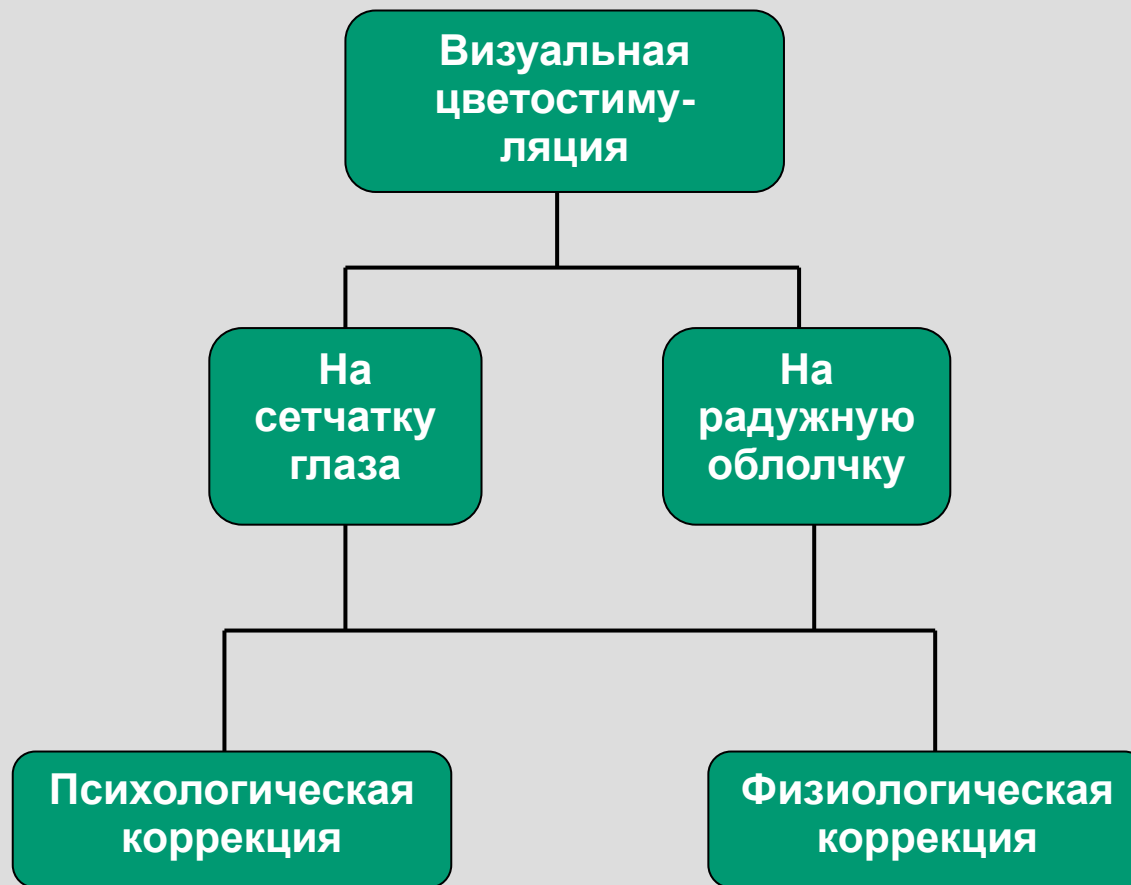 Визуальная
цветостиму-
ляция
На
сетчатку
глаза
На
радужную
облолчку
Психологическая
коррекция
Физиологическая
коррекция